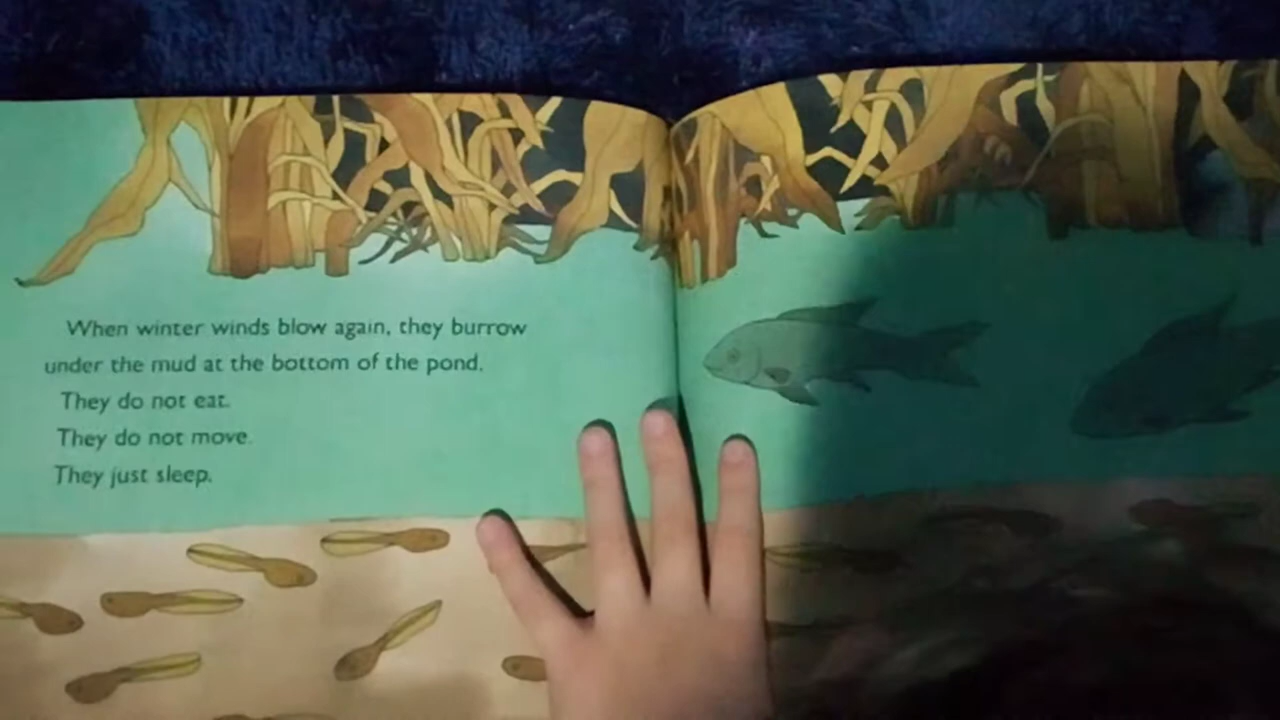 When winter winds blow again, they burrow
under the mud at the bottom of the pond.
They do not eat.
They do not move.
They just sleep.